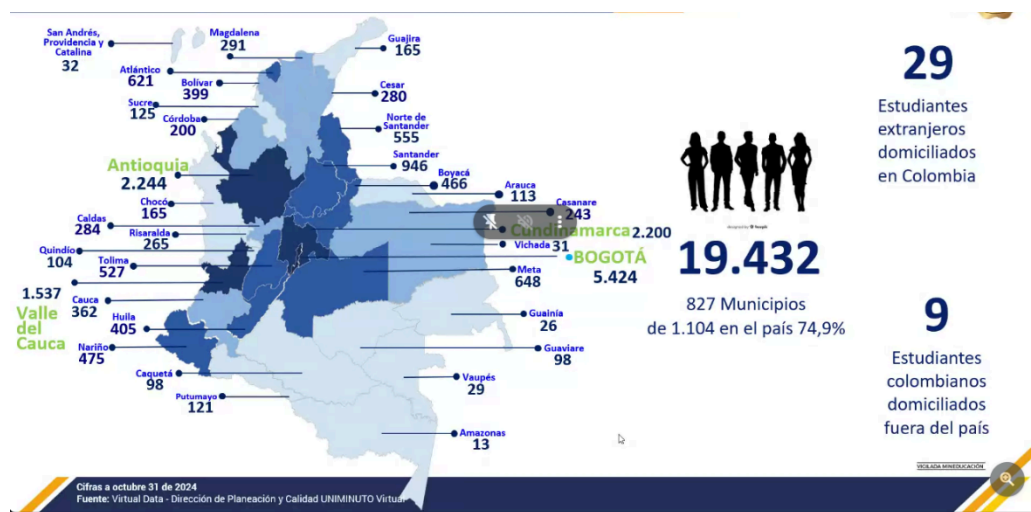 San Andrés,
Providencia y
Catalina
32
Magdalena
291
Guajira
165
Atlántico
621
Bolívar
399
Cesar
280
Sucre
125
Córdoba
200
Norte de
Santander
555
Antioquia
2.244
Santander
946
Boyacá
466
Arauca
113
Chocó
165
Casanare
243
Caldas
284
Cundinamarca 2.200
Risaralda
265
Vichada 31
Quindío
104
BOGOTÁ
5.424
Tolima
527
Meta
648
1.537
Valle
del
Cauca
Cauca
362
Huila
405
Guainía
26
Nariño
475
Guaviare
98
Caquetá
98
Vaupés
29
Putumayo
121
Amazonas
13
19.432
827 Municipios
de 1.104 en el país 74,9%
29
Estudiantes
extranjeros
domiciliados
en Colombia
9
Estudiantes
colombianos
domiciliados
fuera del país
VIGILADA MINEDUCACIÓN
Cifras a octubre 31 de 2024
Fuente: Virtual Data - Dirección de Planeación y Calidad UNIMINUTO Virtual